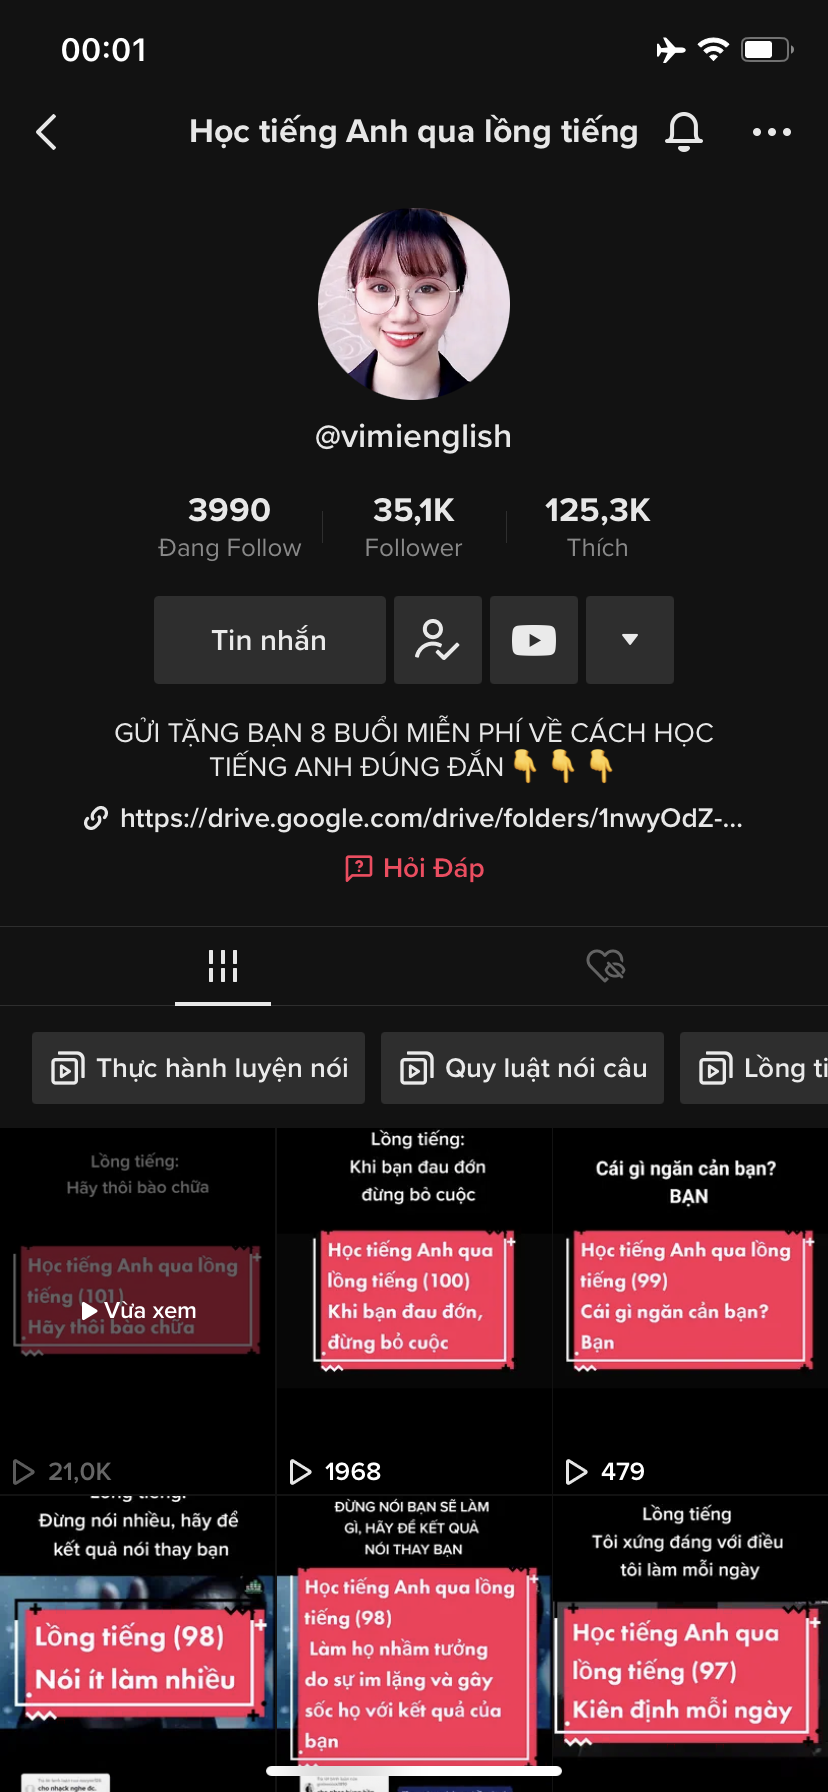 00:01
Học tiếng Anh qua lồng tiếng
@vimienglish
3990
35,1K
125,3K
Đang Follow
Follower
Thích
Tin nhắn
GỬI TẶNG BẠN 8 BUỔI MIỄN PHÍ VỀ CÁCH HỌC
TIẾNG ANH ĐÚNG ĐẮN👇👇👇
https://drive.google.com/drive/folders/1nwyOdZ-...
Hỏi Đáp
Thực hành luyện nói
Quy luật nói câu
Lồng ti
Lồng tiếng:
Hãy thôi bào chữa
Học tiếng Anh qua lồng
tiếng (101)
Hãy thôi bào chữa
Vừa xem
21,0K
Lồng tiếng:
Khi bạn đau đớn
đừng bỏ cuộc
Học tiếng Anh qua
lồng tiếng (100)
Khi bạn đau đớn,
đừng bỏ cuộc
1968
Cái gì ngăn cản bạn?
BẠN
Học tiếng Anh qua lồng
tiếng (99)
Cái gì ngăn cản bạn?
Bạn
479
Lồng tiếng:
Đừng nói nhiều, hãy để
kết quả nói thay bạn
Lồng tiếng (98)
Nói ít làm nhiều
cho nhạck nghe đc.
ĐỪNG NÓI BẠN SẼ LÀM
GÌ, HÃY ĐỂ KẾT QUẢ
NÓI THAY BẠN
Học tiếng Anh qua lồng
tiếng (98)
Làm họ nhầm tưởng
do sự im lặng và gây
sốc họ với kết quả của
bạn
Lồng tiếng
Tôi xứng đáng với điều
tôi làm mỗi ngày
Học tiếng Anh qua
lồng tiếng (97)
Kiên định mỗi ngày